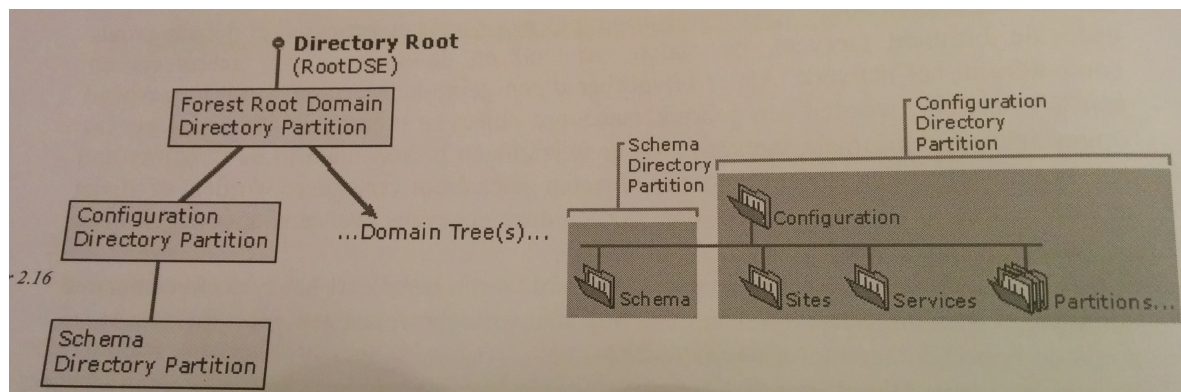 Directory Root
(RootDSE)
Forest Root Domain
Directory Partition
Configuration
Directory Partition
...Domain Tree(s)...
2.16
Schema
Directory Partition
Schema
Directory
Partition
Configuration
Directory
Partition
Configuration
Schema
Sites
Services
Partitions...